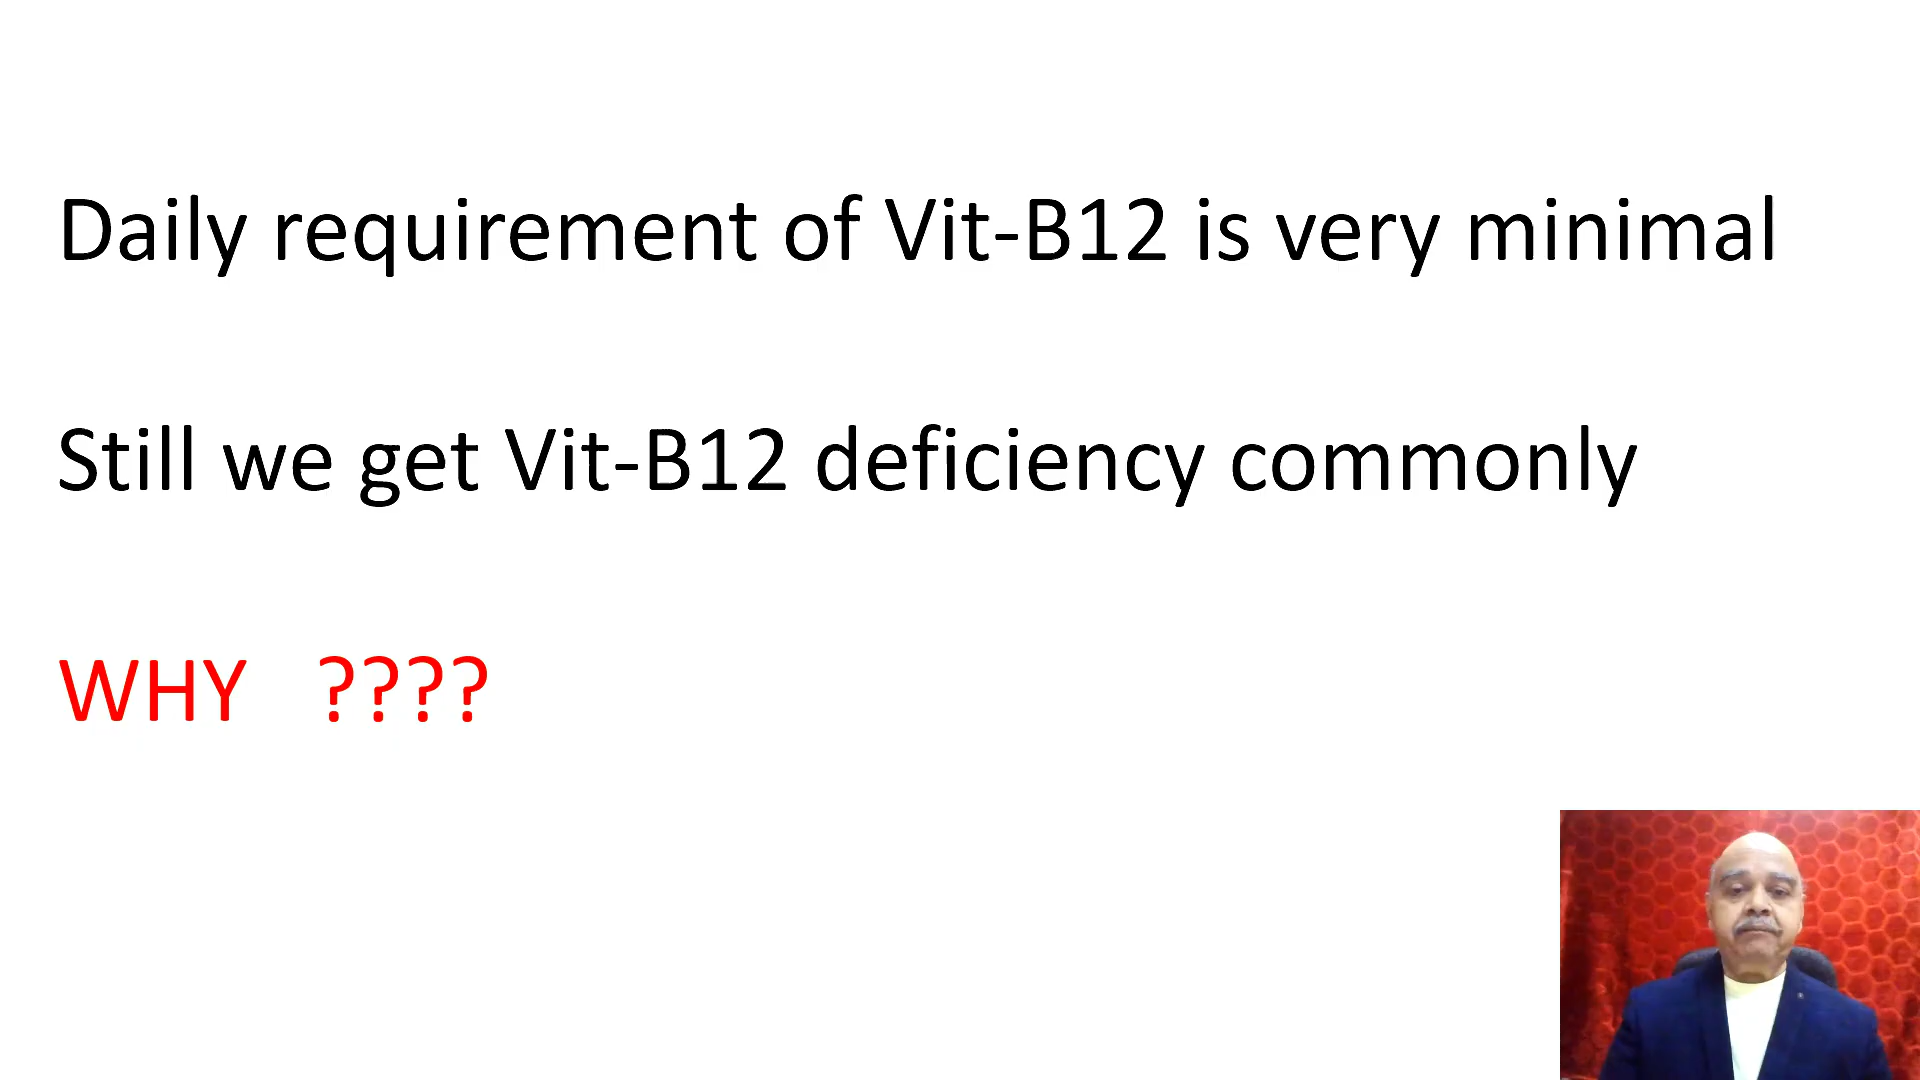 Daily requirement of Vit-B12 is very minimal
Still we get Vit-B12 deficiency commonly
WHY ????